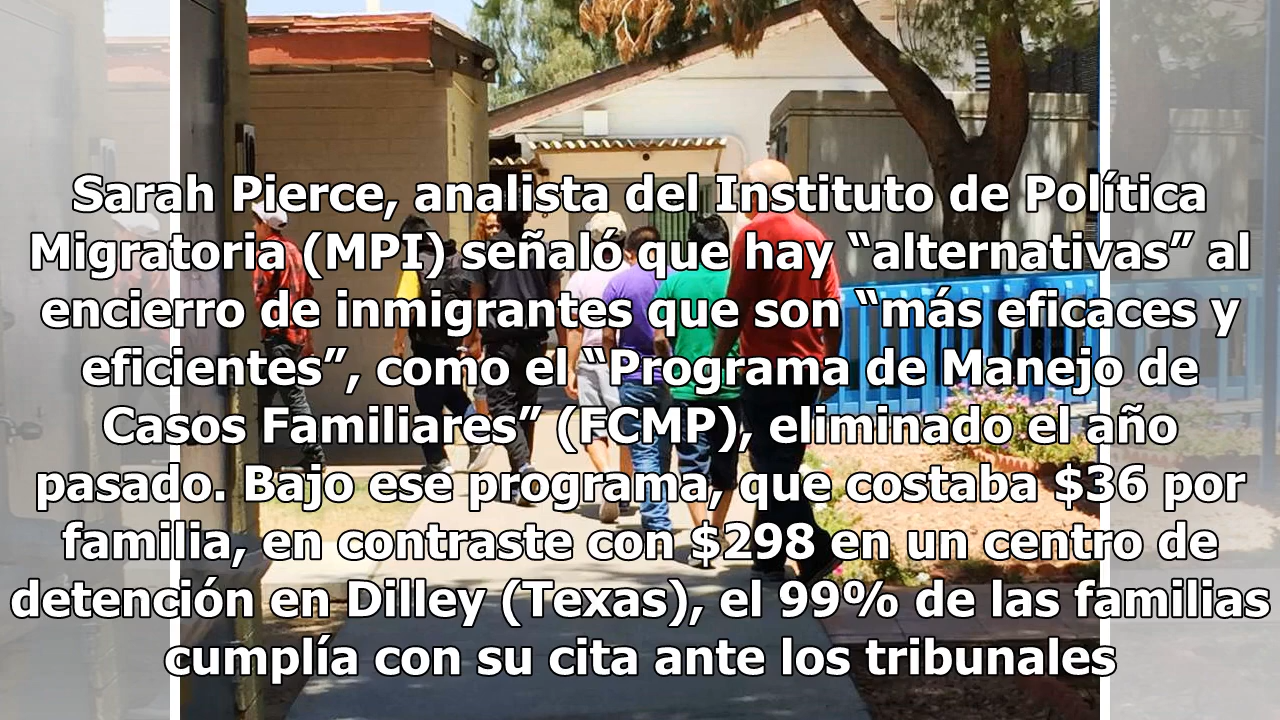 Sarah Pierce, analista del Instituto de Política
Migratoria (MPI) señaló que hay “alternativas” al
encierro de inmigrantes que son “más eficaces y
eficientes”, como el “Programa de Manejo de
Casos Familiares” (FCMP), eliminado el año
pasado. Bajo ese programa, que costaba $36 por
familia, en contraste con $298 en un centro de
detención en Dilley (Texas), el 99% de las familias
cumplía con su cita ante los tribunales